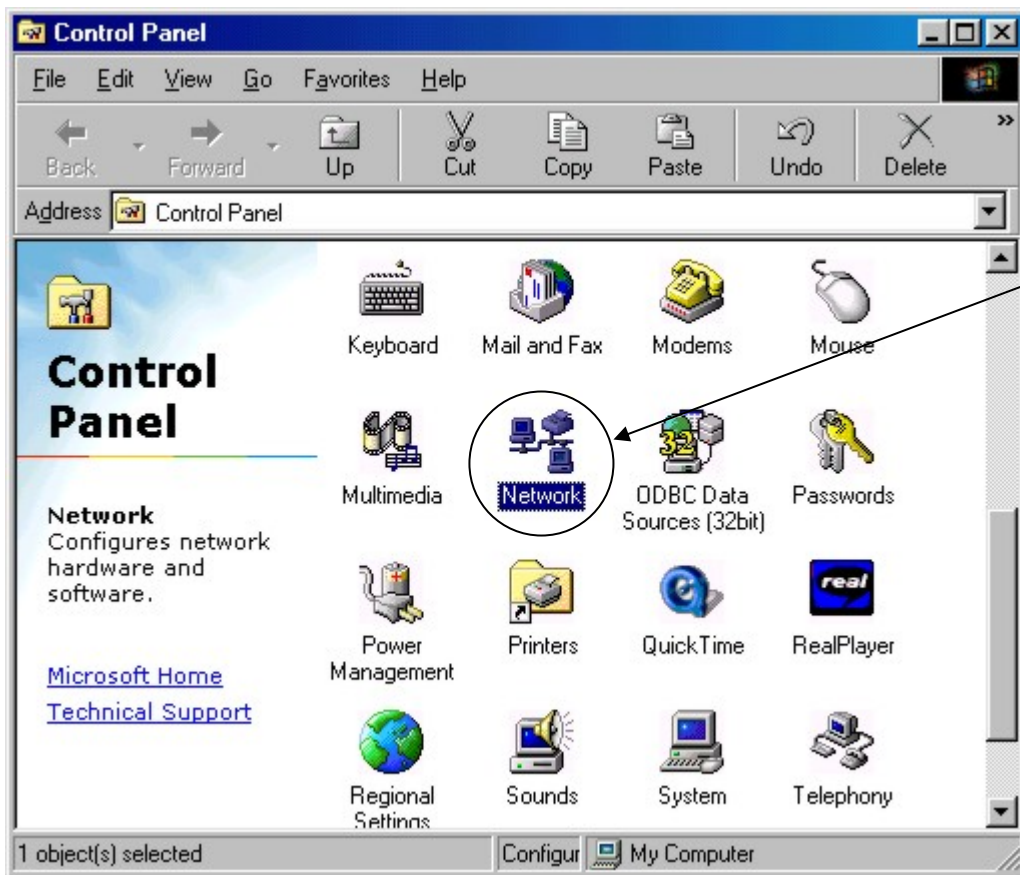 Control Panel
File Edit View Go Favorites Help
Back Forward Up Cut Copy Paste Undo Delete »
Address Control Panel
Control
Panel
Network
Configures network
hardware and
software.
Microsoft Home
Technical Support
Keyboard Mail and Fax Modems Mouse
Multimedia Network 32 ODBC Data
Sources (32bit) Passwords
Power
Management Printers QuickTime real RealPlayer
Regional
Settings Sounds System Telephony
1 object(s) selected Configur My Computer